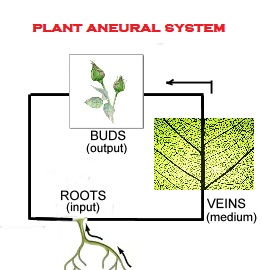 PLANT ANEURAL SYSTEM
BUDS
(output)
ROOTS
(input)
VEINS
(medium)